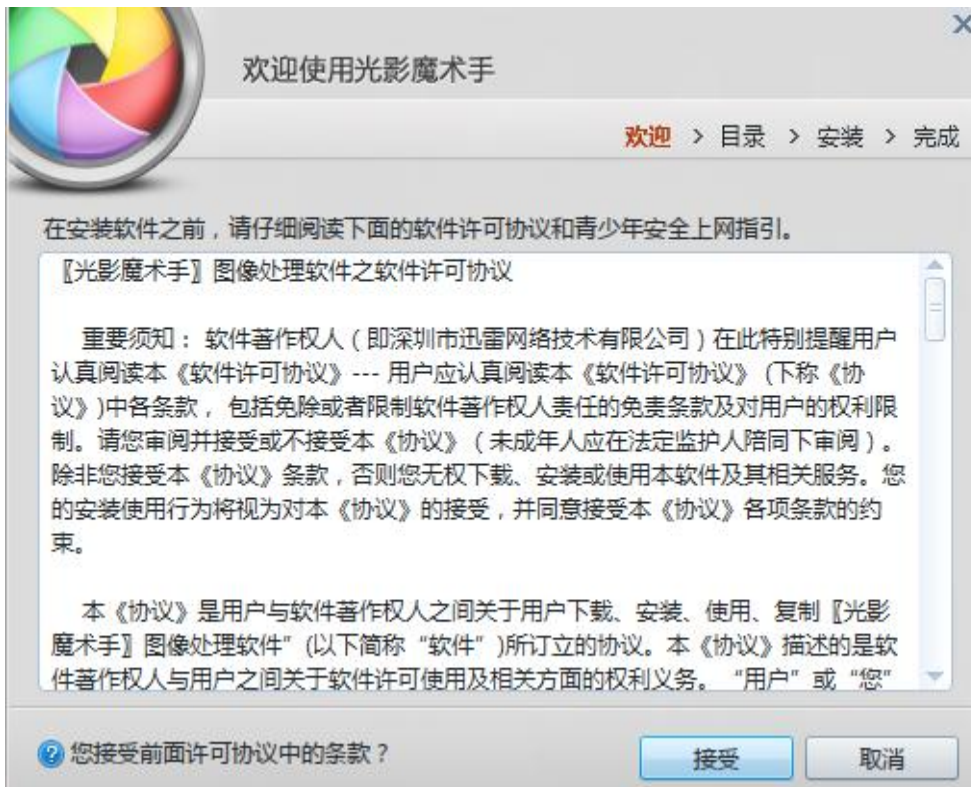 欢迎使用光影魔术手
欢迎 > 目录 > 安装 > 完成
在安装软件之前，请仔细阅读下面的软件许可协议和青少年安全上网指引。
〖光影魔术手〗图像处理软件之软件许可协议
重要须知： 软件著作权人（即深圳市迅雷网络技术有限公司）在此特别提醒用户
认真阅读本《软件许可协议》--- 用户应认真阅读本《软件许可协议》 (下称《协
议》)中各条款， 包括免除或者限制软件著作权人责任的免责条款及对用户的权利限
制。请您审阅并接受或不接受本《协议》（未成年人应在法定监护人陪同下审阅）。
除非您接受本《协议》条款，否则您无权下载、安装或使用本软件及其相关服务。您
的安装使用行为将视为对本《协议》的接受，并同意接受本《协议》各项条款的约
束。
本《协议》是用户与软件著作权人之间关于用户下载、安装、使用、复制〖光影
魔术手〗图像处理软件”(以下简称“软件”)所订立的协议。本《协议》描述的是软
件著作权人与用户之间关于软件许可使用及相关方面的权利义务。 “用户”或“您”
您接受前面许可协议中的条款？
接受
取消